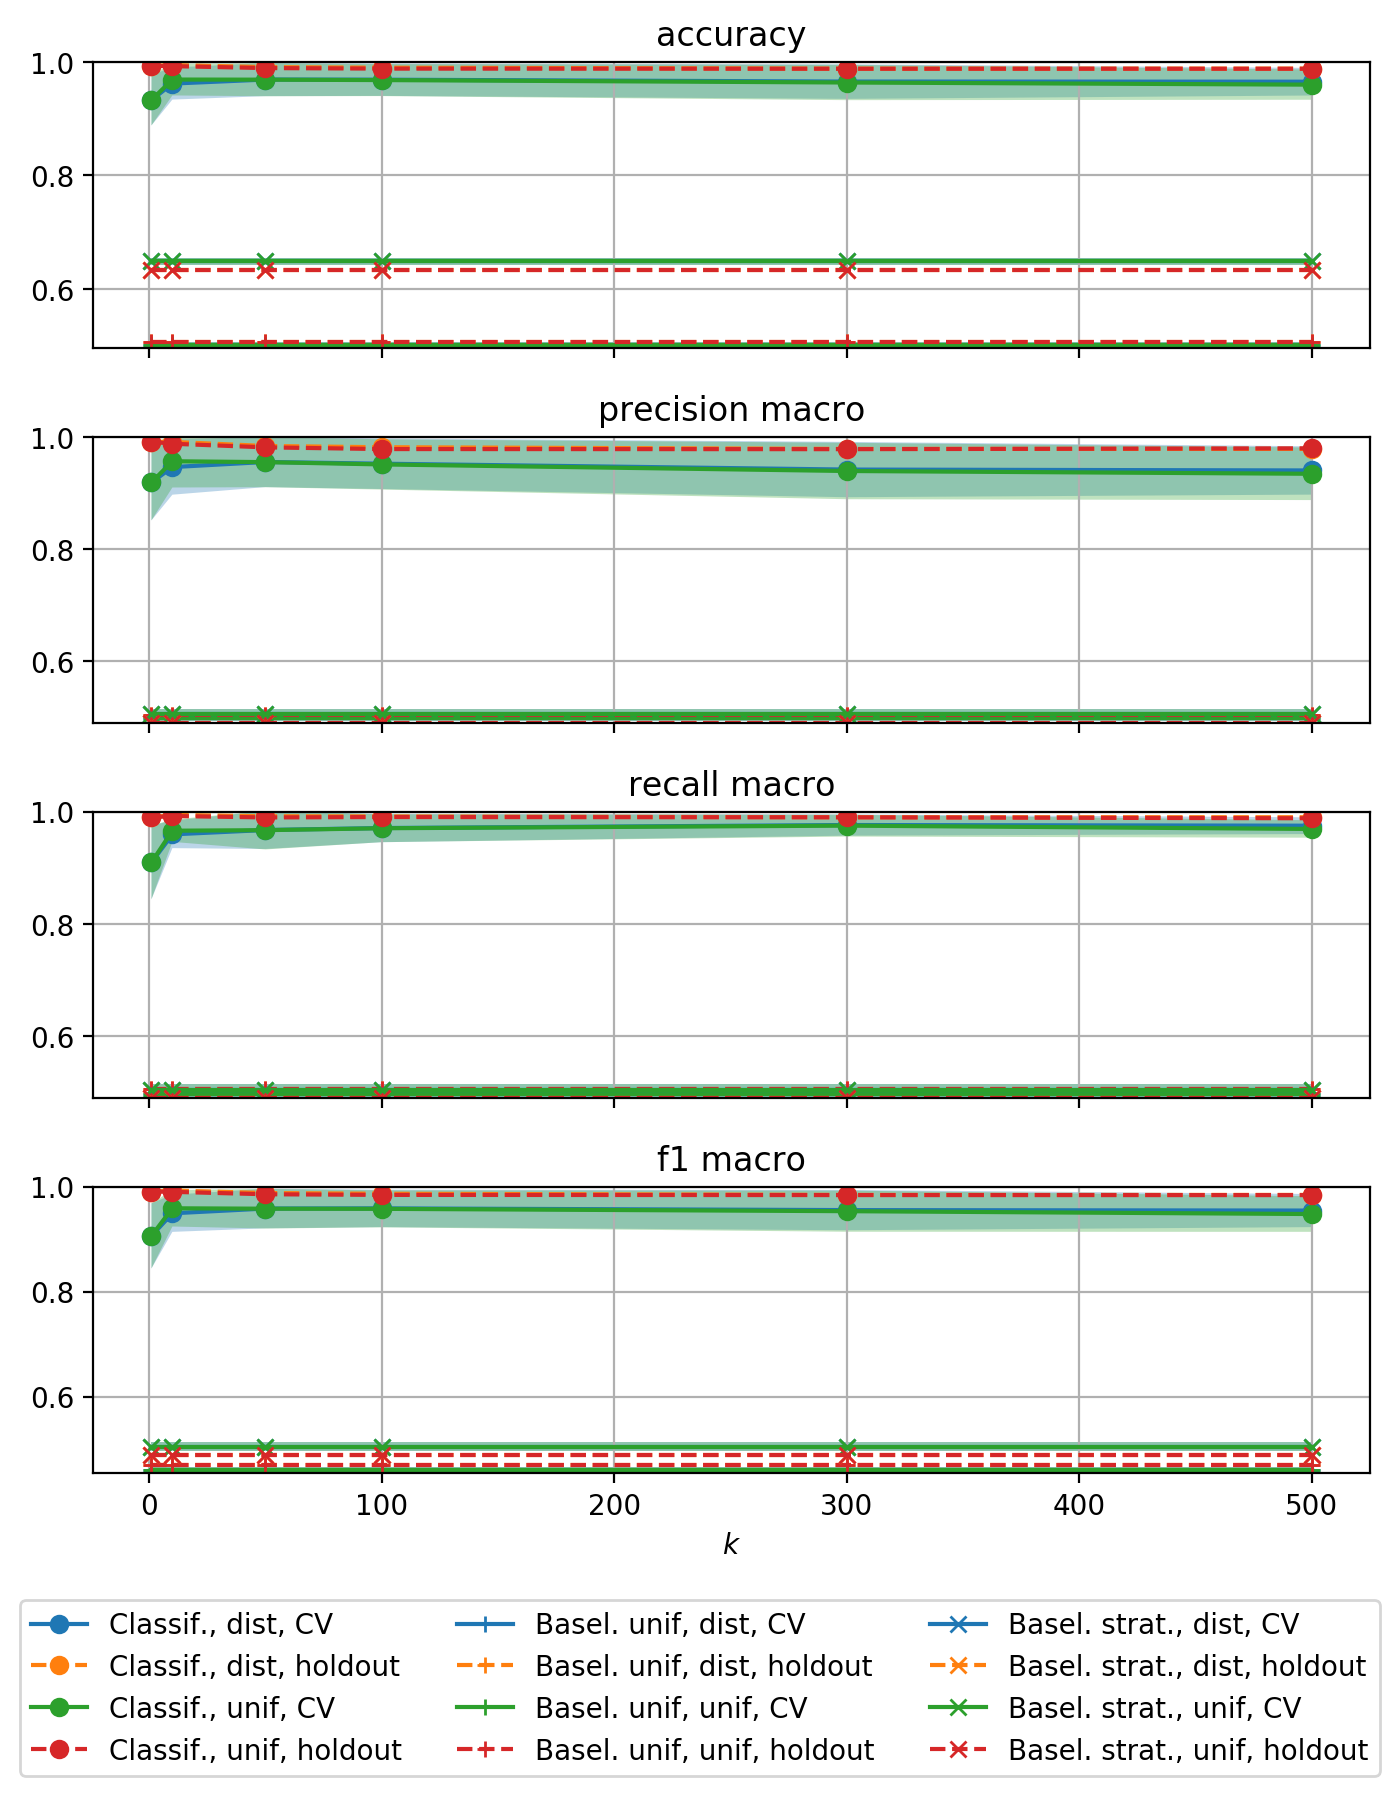 accuracy
1.0
0.8
0.6
precision macro
1.0
0.8
0.6
recall macro
1.0
0.8
0.6
f1 macro
1.0
0.8
0.6
0 100 200 300 400 500
k
Classif., dist, CV Basel. unif, dist, CV Basel. strat., dist, CV
Classif., dist, holdout Basel. unif, dist, holdout Basel. strat., dist, holdout
Classif., unif, CV Basel. unif, unif, CV Basel. strat., unif, CV
Classif., unif, holdout Basel. unif, unif, holdout Basel. strat., unif, holdout